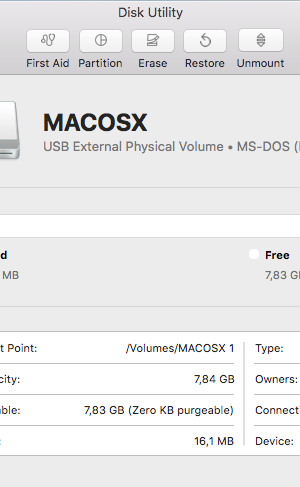 Disk Utility
First Aid Partition Erase Restore Unmount
MACOSX
USB External Physical Volume • MS-DOS (
d Free
MB 7,83 G
t Point: /Volumes/MACOSX 1 Type:
city: 7,84 GB Owners:
ble: 7,83 GB (Zero KB purgeable) Connect
: 16,1 MB Device: